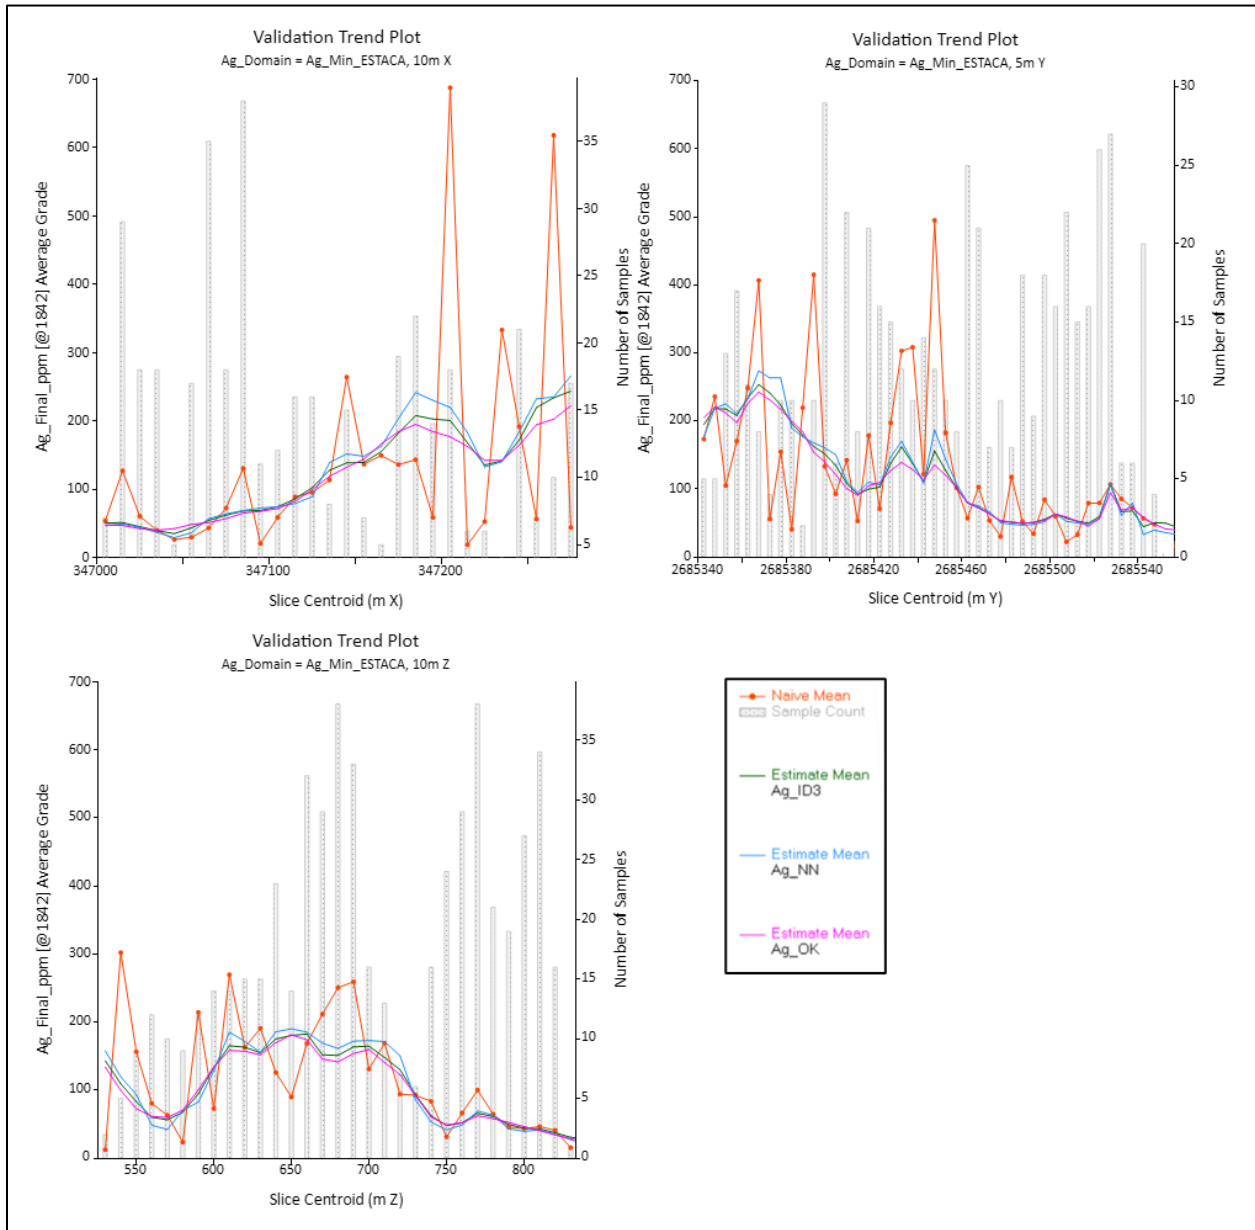 Validation Trend Plot
Ag_Domain = Ag_Min_ESTACA, 10m X
700
600
500
400
300
200
100
0
Ag_Final_ppm [@1842] Average Grade
35
30
25
20
15
10
5
Number of Samples
347000
347100
347200
Slice Centroid (m X)
Validation Trend Plot
Ag_Domain = Ag_Min_ESTACA, 5m Y
700
600
500
400
300
200
100
0
Ag_Final_ppm [@1842] Average Grade
30
25
20
15
10
5
0
Number of Samples
2685340
2685380
2685420
2685460
2685500
2685540
Slice Centroid (m Y)
Validation Trend Plot
Ag_Domain = Ag_Min_ESTACA, 10m Z
700
600
500
400
300
200
100
0
Ag_Final_ppm [@1842] Average Grade
35
30
25
20
15
10
5
0
Number of Samples
550
600
650
700
750
800
Slice Centroid (m Z)
Naive Mean
Sample Count
Estimate Mean
Ag_ID3
Estimate Mean
Ag_NN
Estimate Mean
Ag_OK